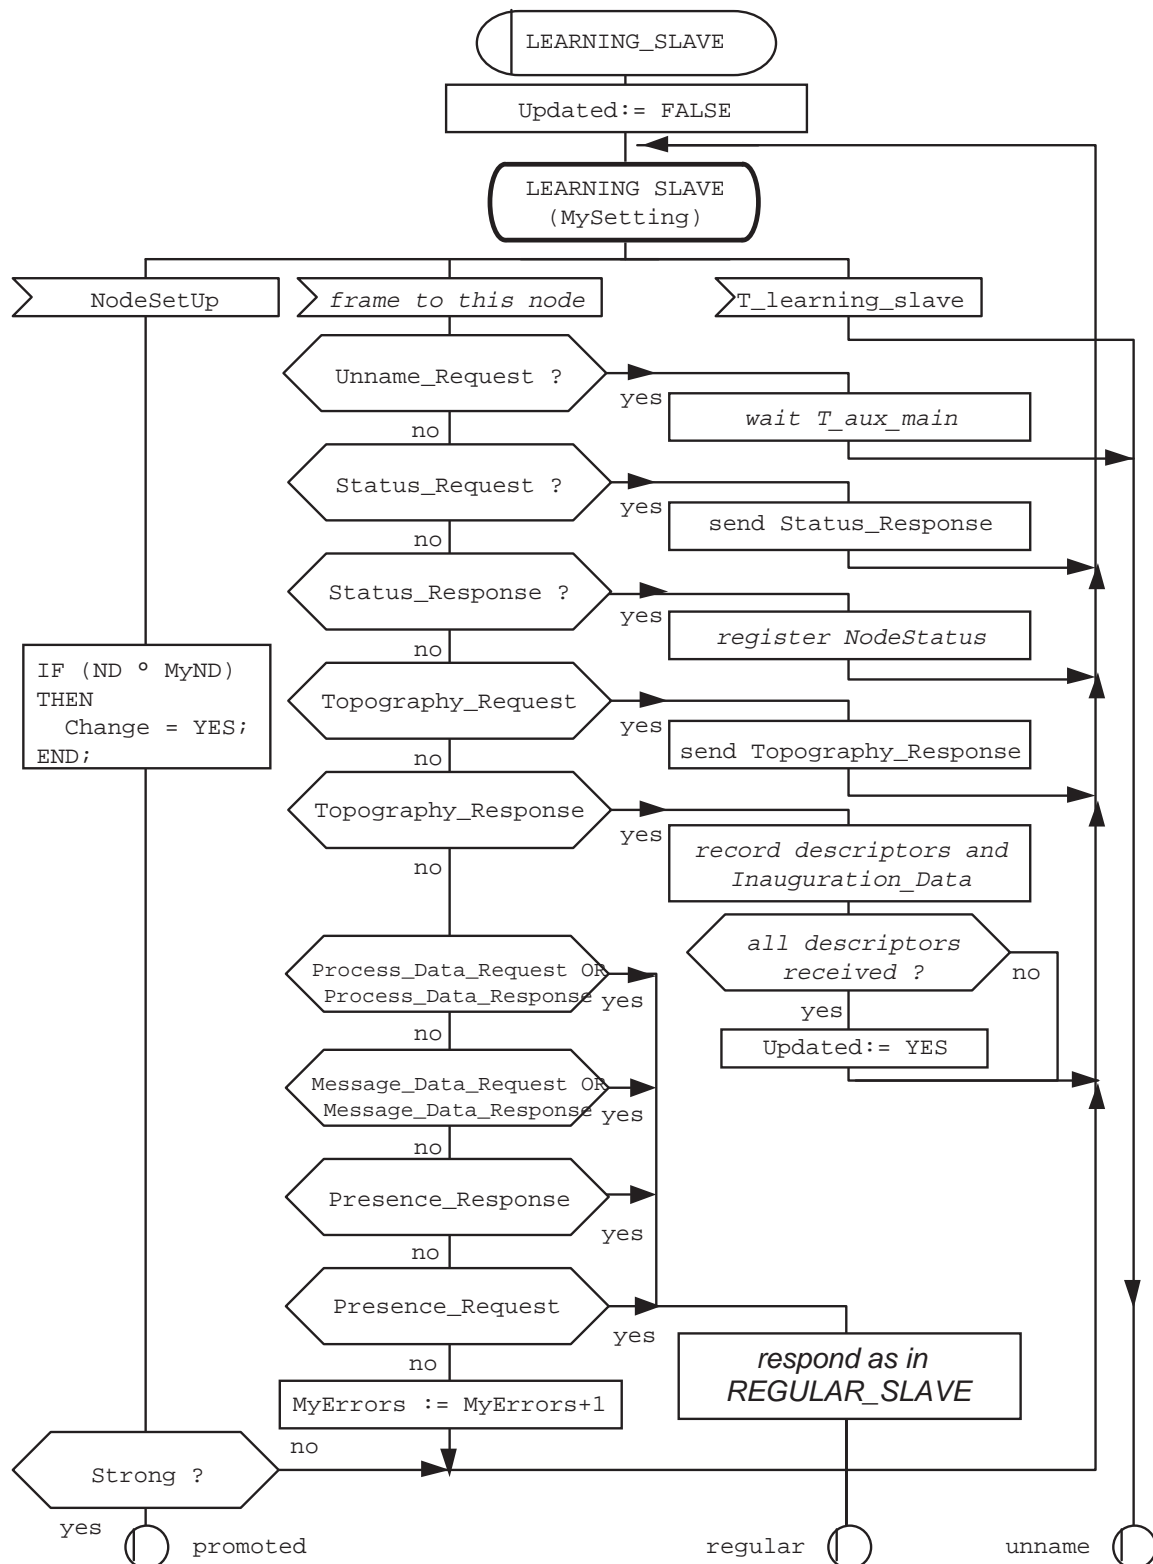 LEARNING_SLAVE
Updated:= FALSE
LEARNING SLAVE
(MySetting)
NodeSetUp
frame to this node
T_learning_slave
Unname_Request ?
yes
wait T_aux_main
no
Status_Request ?
yes
send Status_Response
no
Status_Response ?
yes
register NodeStatus
no
IF (ND ° MyND)
THEN
Change = YES;
END;
Topography_Request
yes
send Topography_Response
no
Topography_Response
yes
record descriptors and
Inauguration_Data
no
all descriptors
received ?
no
yes
Updated:= YES
Process_Data_Request OR
Process_Data_Response
yes
no
Message_Data_Request OR
Message_Data_Response
yes
no
Presence_Response
yes
no
Presence_Request
yes
no
respond as in
REGULAR_SLAVE
MyErrors := MyErrors+1
no
Strong ?
yes
promoted
regular
unname